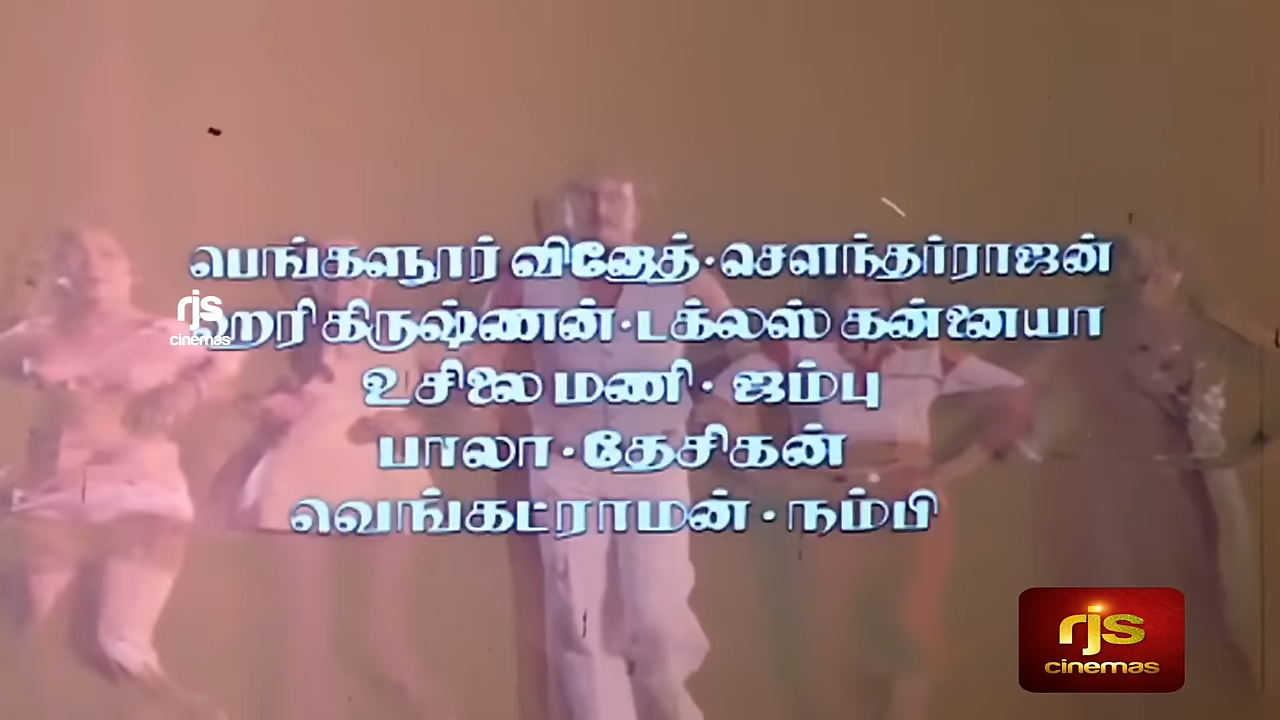 பெங்களூர் வினோத் · சௌந்தர்ராஜன்
rjs
cinemas
ஹரி கிருஷ்ணன் · டக்லஸ் கன்னையா
உசிலை மணி · ஜம்பு
பாலா · தேசிகன்
வெங்கட்ராமன் · நம்பி
rjs
cinemas